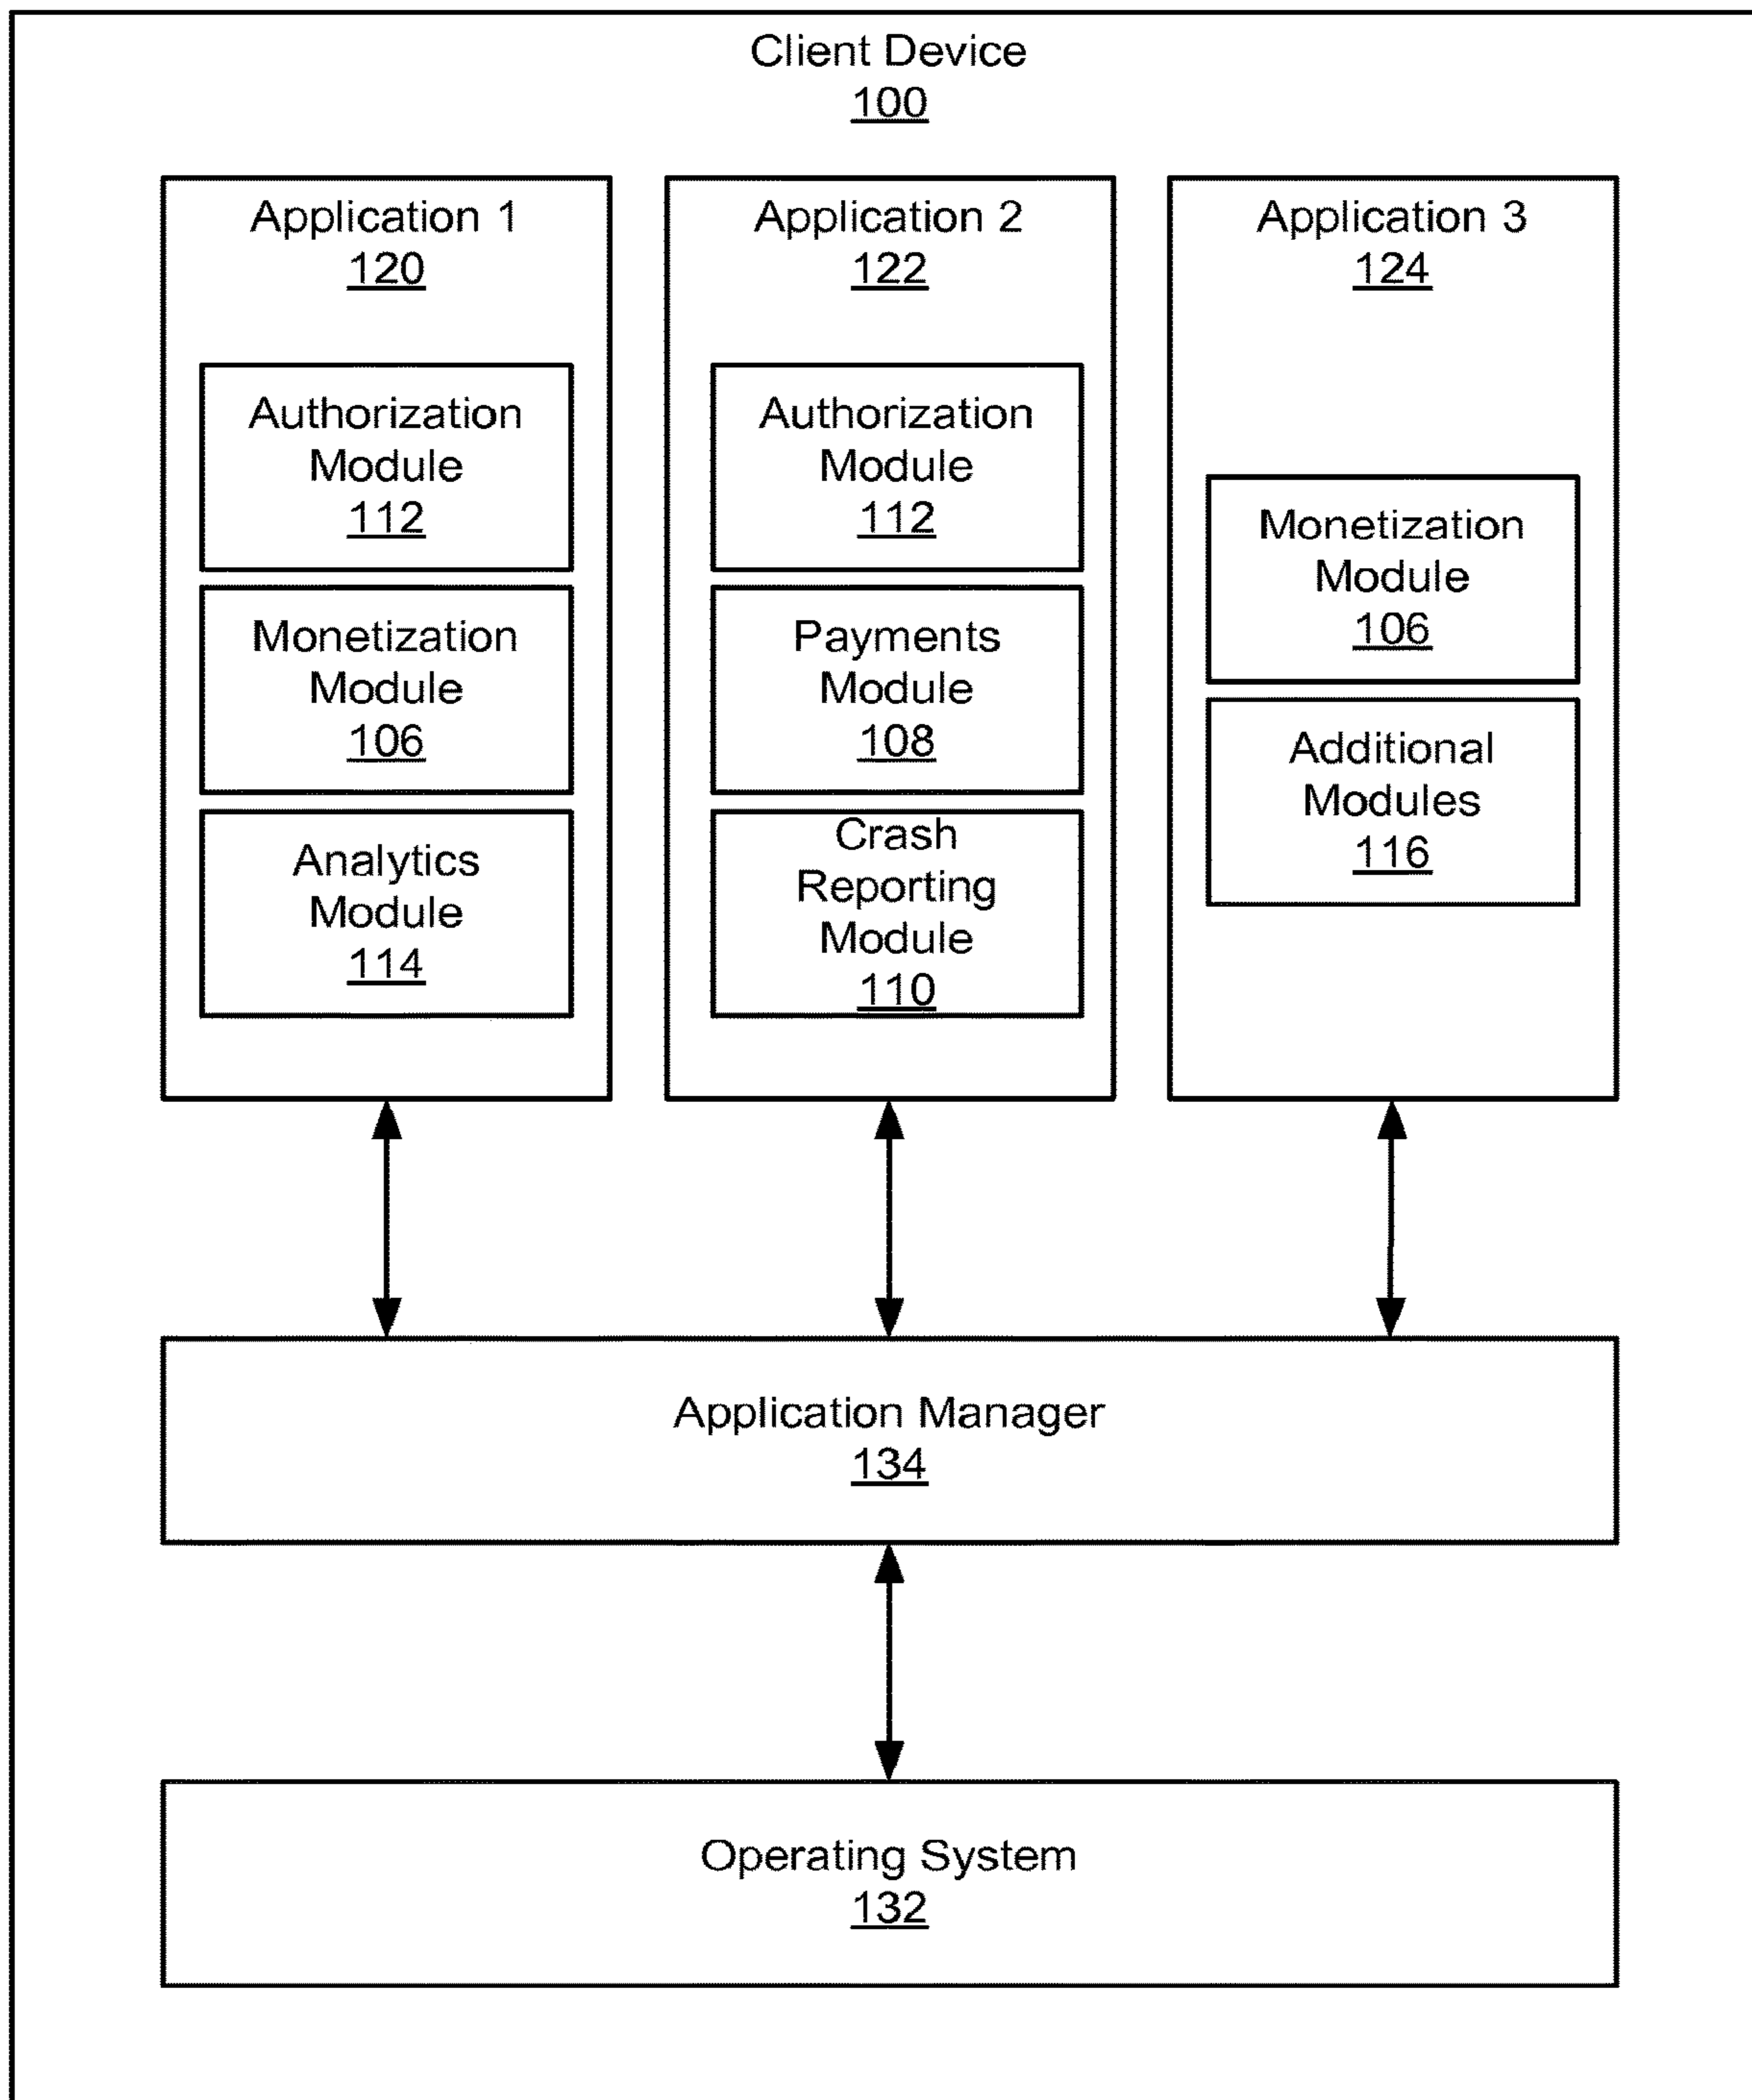 Client Device
100
Application 1
120
Authorization
Module
112
Monetization
Module
106
Analytics
Module
114
Application 2
122
Authorization
Module
112
Payments
Module
108
Crash
Reporting
Module
110
Application 3
124
Monetization
Module
106
Additional
Modules
116
Application Manager
134
Operating System
132